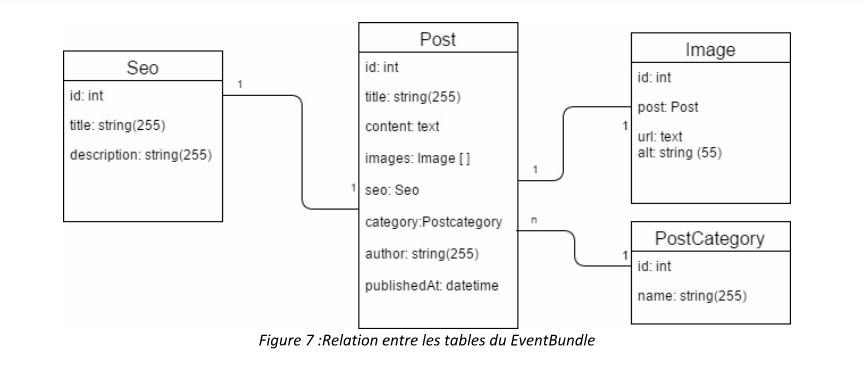 Seo
id: int
title: string(255)
description: string(255)
1
1
Post
id: int
title: string(255)
content: text
images: Image [ ]
seo: Seo
category:Postcategory
author: string(255)
publishedAt: datetime
1
1
n
1
Image
id: int
post: Post
url: text
alt: string (55)
PostCategory
id: int
name: string(255)
Figure 7 :Relation entre les tables du EventBundle